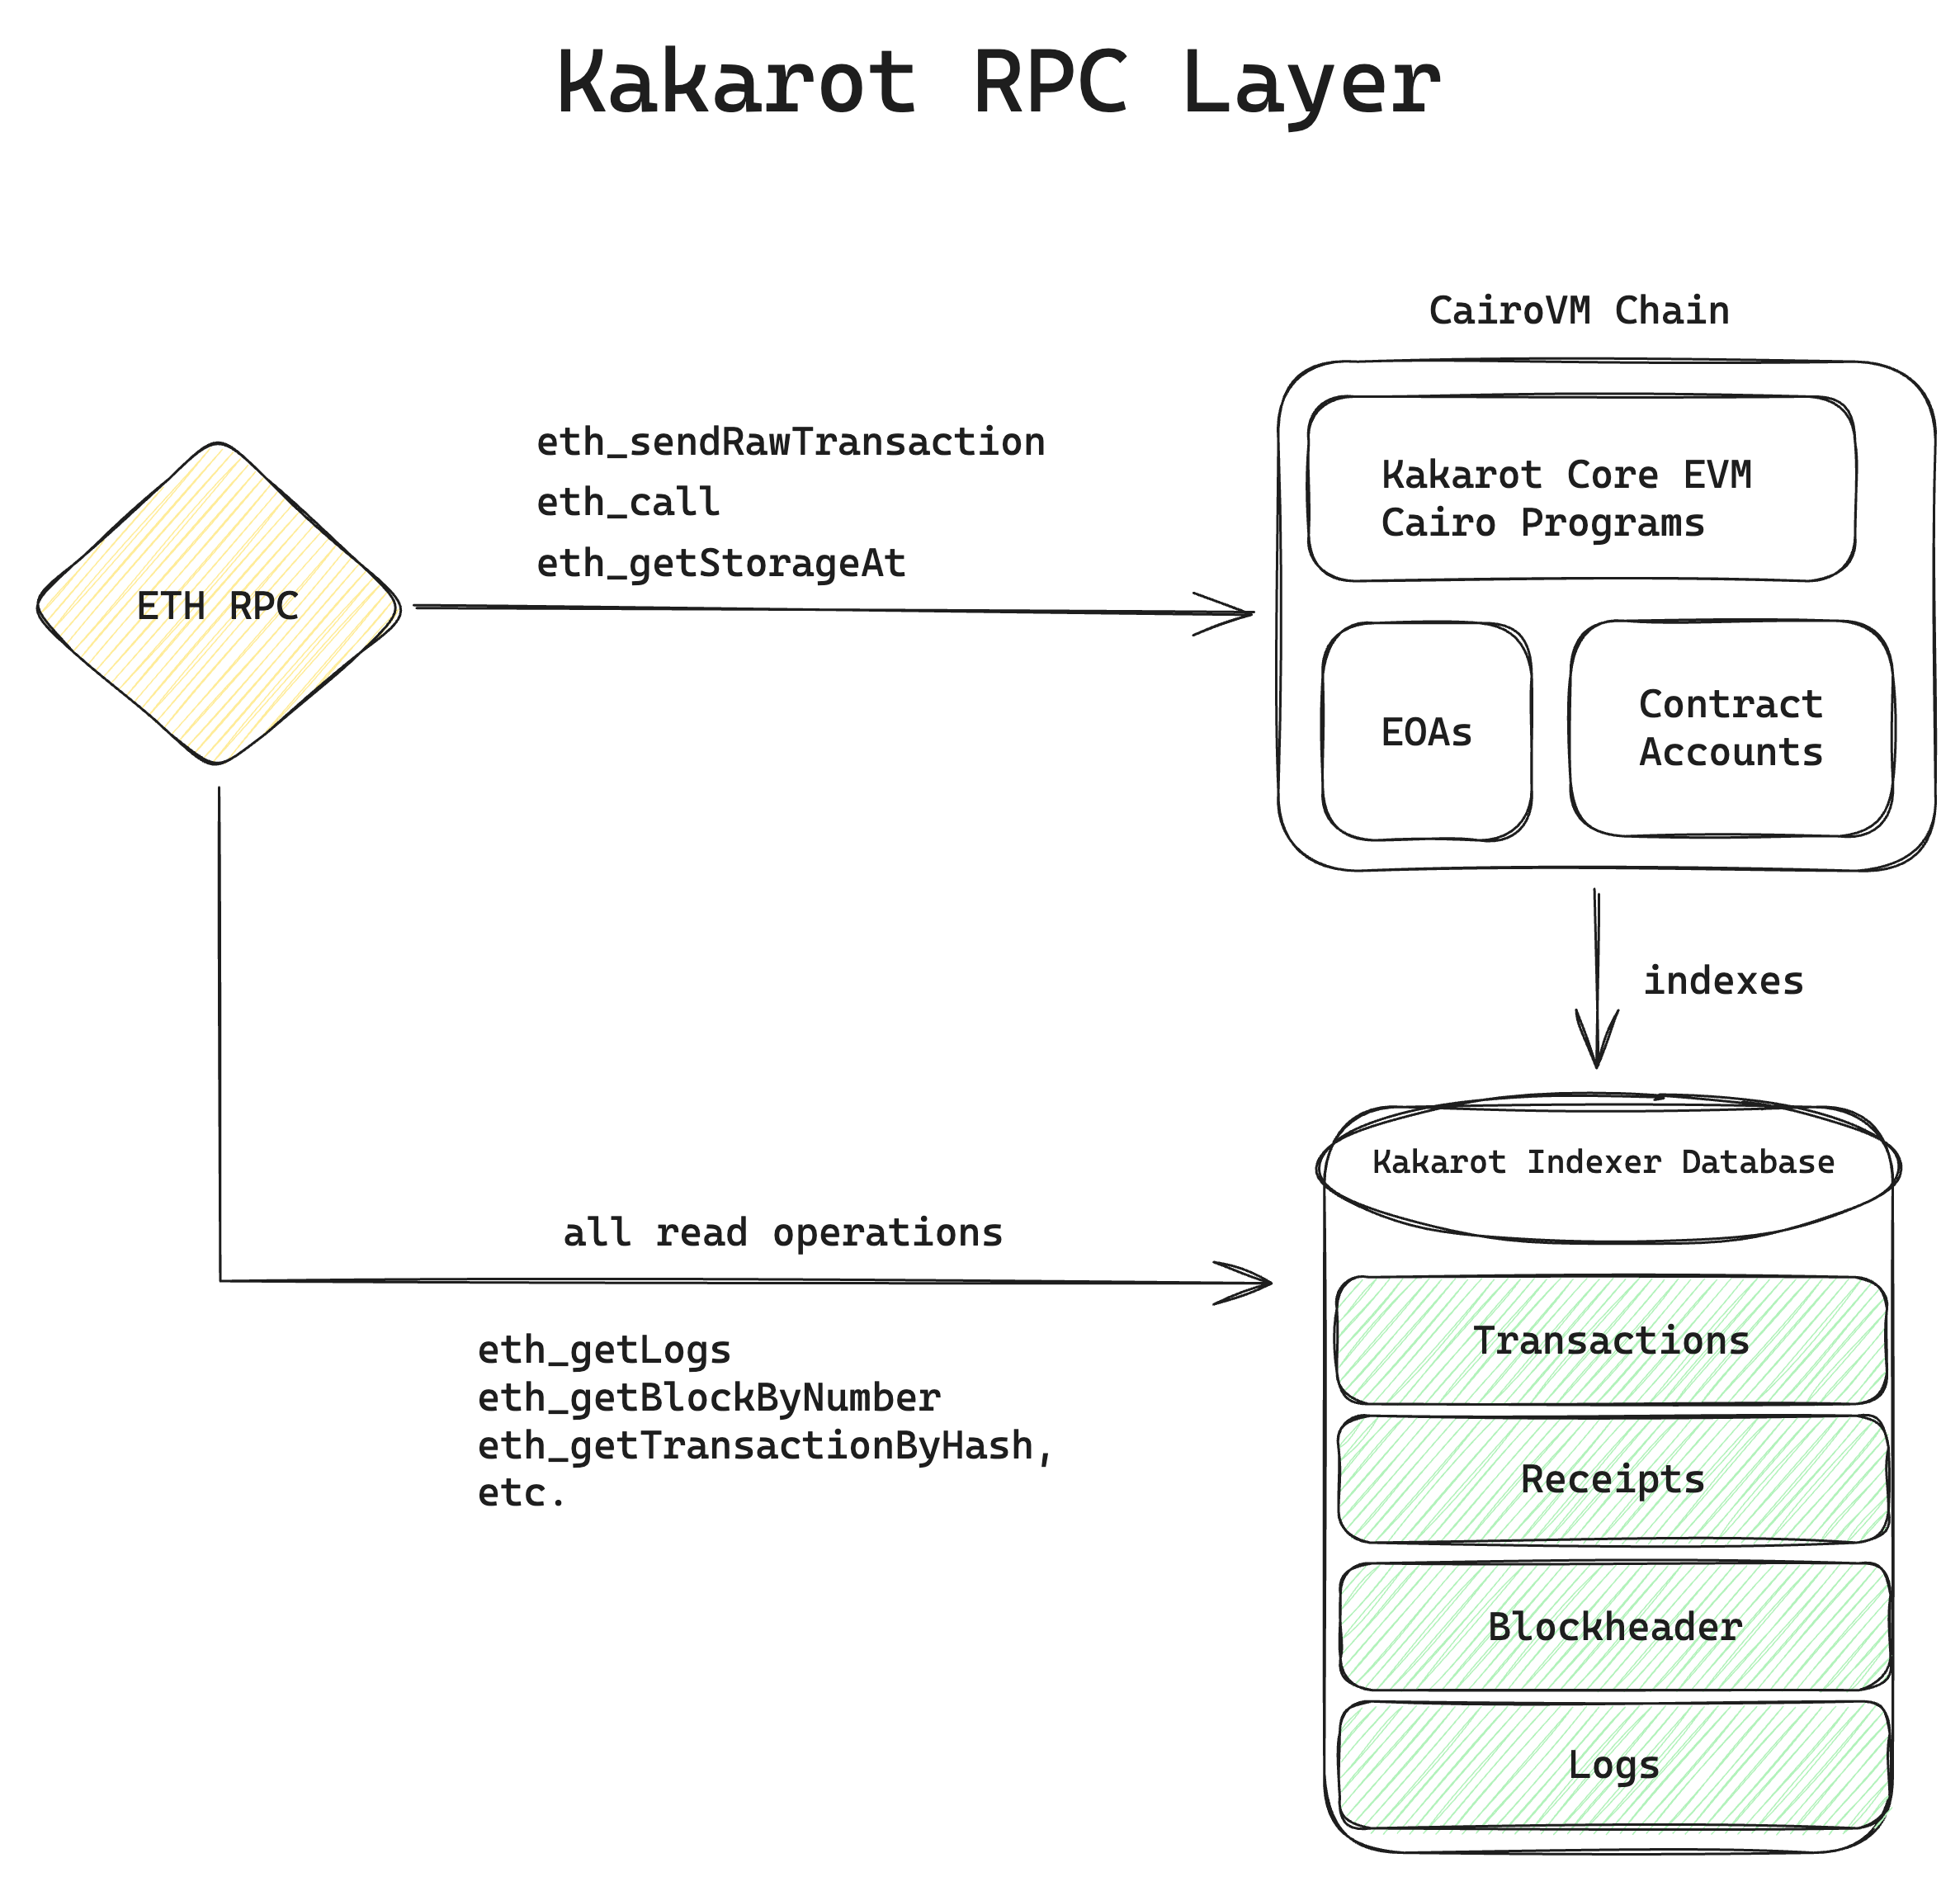 Kakarot RPC Layer
CairoVM Chain
eth_sendRawTransaction
eth_call
eth_getStorageAt
Kakarot Core EVM
Cairo Programs
ETH RPC
EOAs
Contract
Accounts
indexes
Kakarot Indexer Database
all read operations
eth_getLogs
eth_getBlockByNumber
eth_getTransactionByHash,
etc.
Transactions
Receipts
Blockheader
Logs